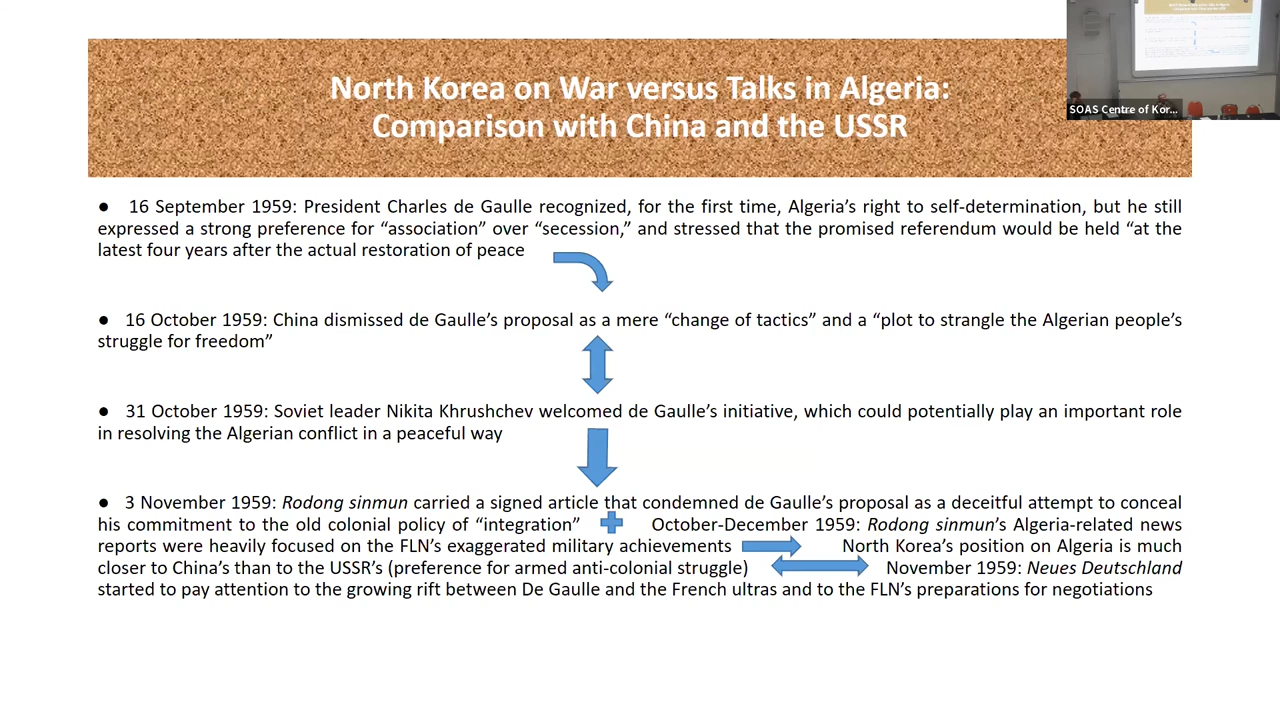 North Korea on War versus Talks in Algeria:
Comparison with China and the USSR
SOAS Centre of Kor...
● 16 September 1959: President Charles de Gaulle recognized, for the first time, Algeria’s right to self-determination, but he still
expressed a strong preference for “association” over “secession,” and stressed that the promised referendum would be held “at the
latest four years after the actual restoration of peace
● 16 October 1959: China dismissed de Gaulle’s proposal as a mere “change of tactics” and a “plot to strangle the Algerian people’s
struggle for freedom”
● 31 October 1959: Soviet leader Nikita Khrushchev welcomed de Gaulle’s initiative, which could potentially play an important role
in resolving the Algerian conflict in a peaceful way
● 3 November 1959: Rodong sinmun carried a signed article that condemned de Gaulle’s proposal as a deceitful attempt to conceal
his commitment to the old colonial policy of “integration” October-December 1959: Rodong sinmun’s Algeria-related news
reports were heavily focused on the FLN’s exaggerated military achievements North Korea’s position on Algeria is much
closer to China’s than to the USSR’s (preference for armed anti-colonial struggle) November 1959: Neues Deutschland
started to pay attention to the growing rift between De Gaulle and the French ultras and to the FLN’s preparations for negotiations